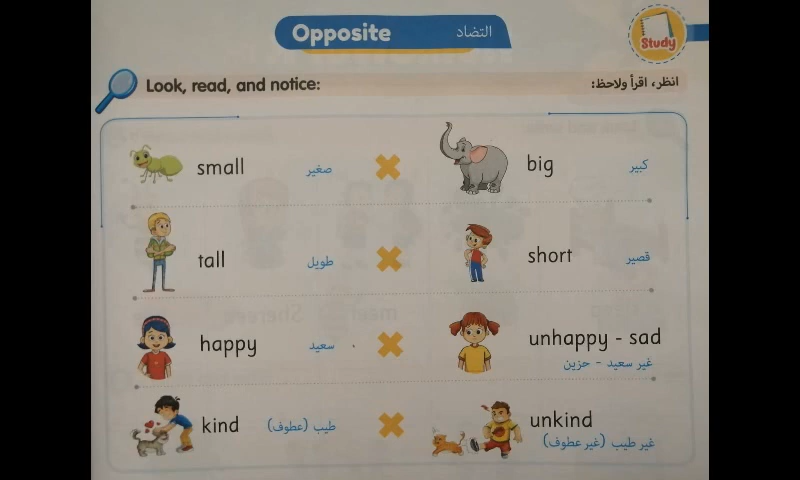 Opposite التضاد
Study
Look, read, and notice: انظر، اقرأ ولاحظ:
small صغير big كبير
tall طويل short قصير
happy سعيد unhappy - sad
غير سعيد - حزين
kind طيب (عطوف) unkind
غير طيب (غير عطوف)